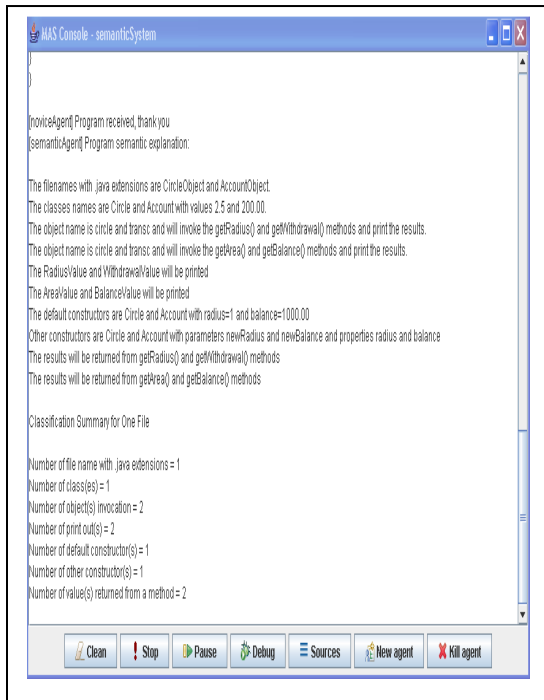 MAS Console - semanticSystem
}
}
[noviceAgent] Program received, thank you
[semanticAgent] Program semantic explanation:
The filenames with .java extensions are CircleObject and AccountObject.
The classes names are Circle and Account with values 2.5 and 200.00.
The object name is circle and transc and will invoke the getRadius() and getWithdrawal() methods and print the results.
The object name is circle and transc and will invoke the getArea() and getBalance() methods and print the results.
The RadiusValue and WithdrawalValue will be printed
The AreaValue and BalanceValue will be printed
The default constructors are Circle and Account with radius=1 and balance=1000.00
Other constructors are Circle and Account with parameters newRadius and newBalance and properties radius and balance
The results will be returned from getRadius() and getWithdrawal() methods
The results will be returned from getArea() and getBalance() methods
Classification Summary for One File
Number of file name with .java extensions = 1
Number of class(es) = 1
Number of object(s) invocation = 2
Number of print out(s) = 2
Number of default constructor(s) = 1
Number of other constructor(s) = 1
Number of value(s) returned from a method = 2
Clean Stop Pause Debug Sources New agent Kill agent